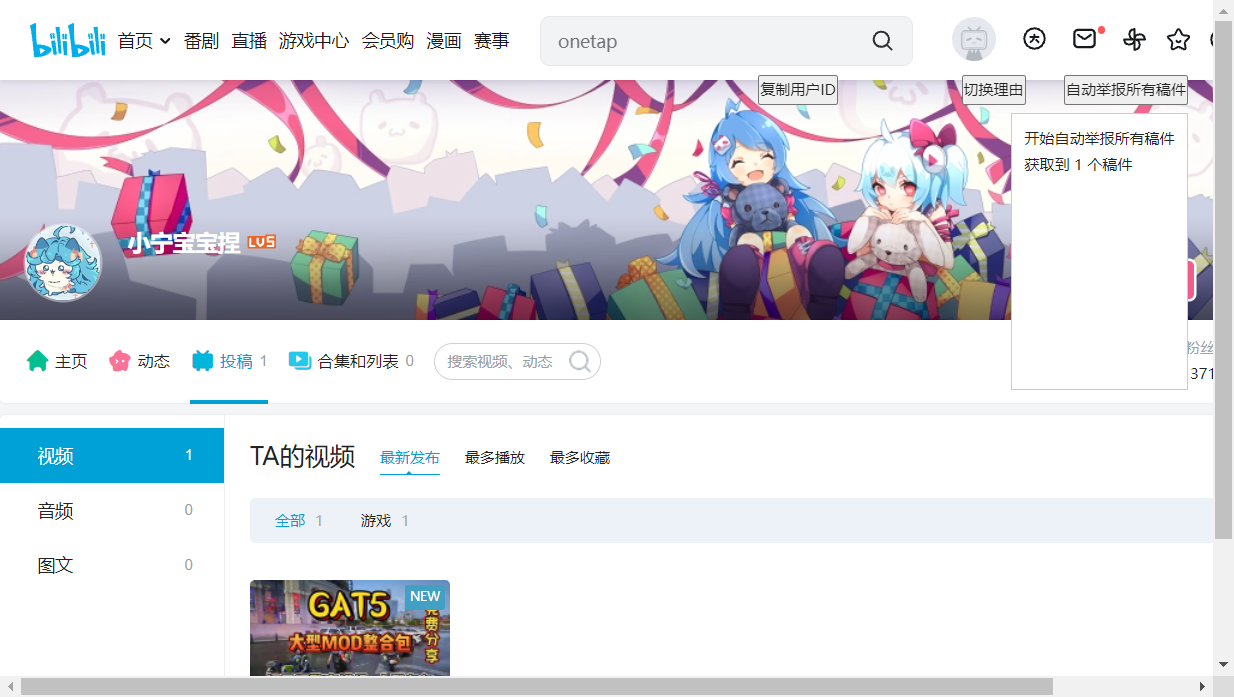 bilibili 首页 番剧 直播 游戏中心 会员购 漫画 赛事 onetap
复制用户ID 切换理由 自动举报所有稿件
开始自动举报所有稿件
获取到 1 个稿件
小宁宝宝捏 LV5
主页 动态 投稿 1 合集和列表 0 搜索视频、动态
粉丝
371
视频 1
音频 0
图文 0
TA的视频 最新发布 最多播放 最多收藏
全部 1 游戏 1
NEW
GAT5
大型MOD整合包
免费分享